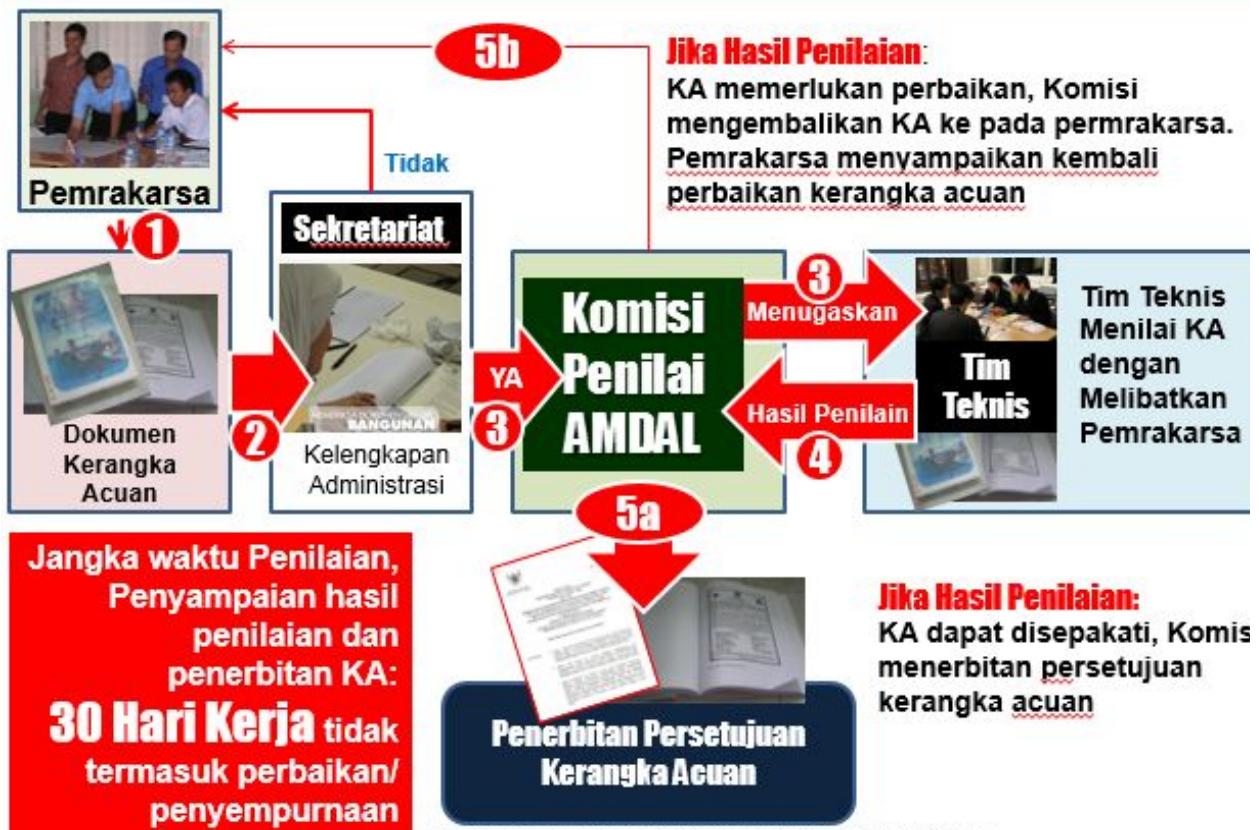 5b
Jika Hasil Penilaian:
KA memerlukan perbaikan, Komisi
mengembalikan KA ke pada permrakarsa.
Pemrakarsa menyampaikan kembali
perbaikan kerangka acuan
Tidak
Pemrakarsa
1
Sekretariat
BANGUNAN
Kelengkapan
Administrasi
Dokumen
Kerangka
Acuan
2
YA
3
Komisi
Penilai
AMDAL
3
Menugaskan
Hasil Penilain
4
Tim
Teknis
Tim Teknis
Menilai KA
dengan
Melibatkan
Pemrakarsa
5a
Jangka waktu Penilaian,
Penyampaian hasil
penilaian dan
penerbitan KA:
30 Hari Kerja tidak
termasuk perbaikan/
penyempurnaan
Penerbitan Persetujuan
Kerangka Acuan
Jika Hasil Penilaian:
KA dapat disepakati, Komis
menerbitan persetujuan
kerangka acuan